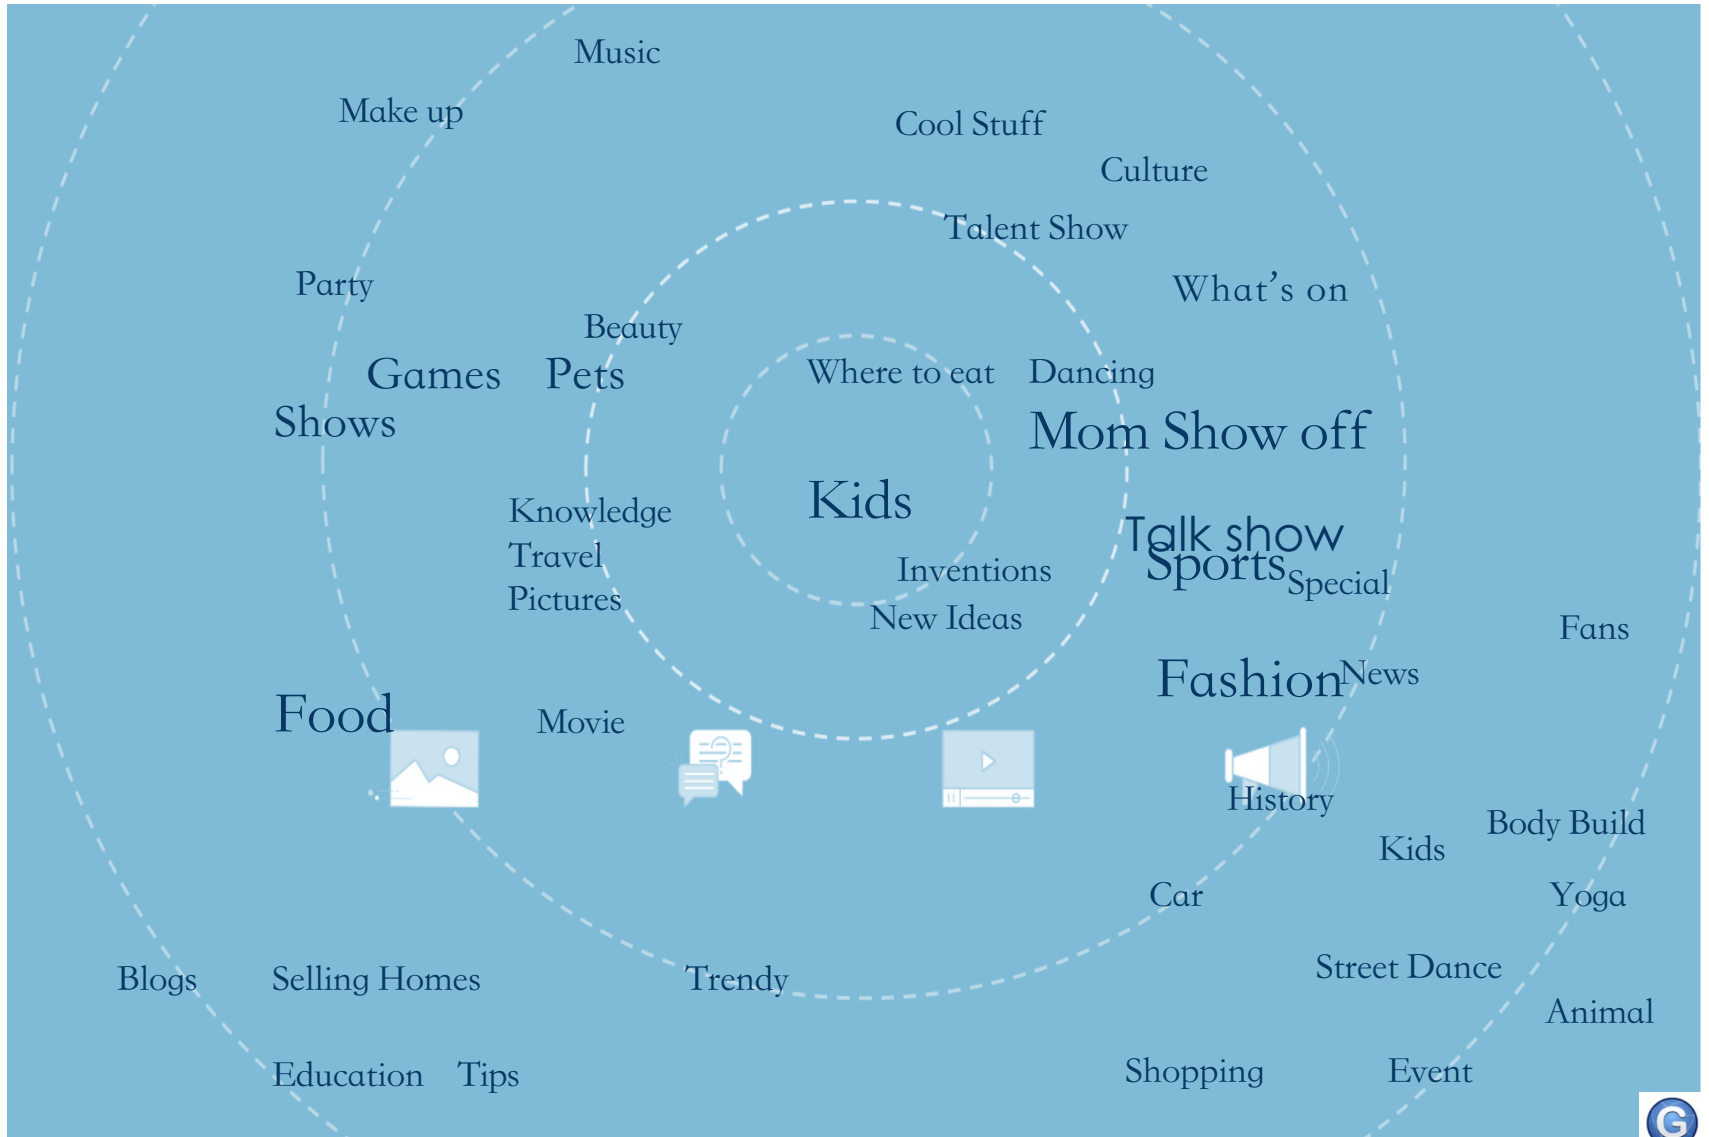 Music
Make up
Cool Stuff
Culture
Talent Show
Party
What’s on
Beauty
Games
Pets
Where to eat
Dancing
Shows
Mom Show off
Kids
Knowledge
Talk show
Travel
Sports
Inventions
Special
Pictures
New Ideas
Fans
Fashion
News
Food
Movie
History
Body Build
Kids
Car
Yoga
Blogs
Selling Homes
Trendy
Street Dance
Animal
Education
Tips
Shopping
Event
G